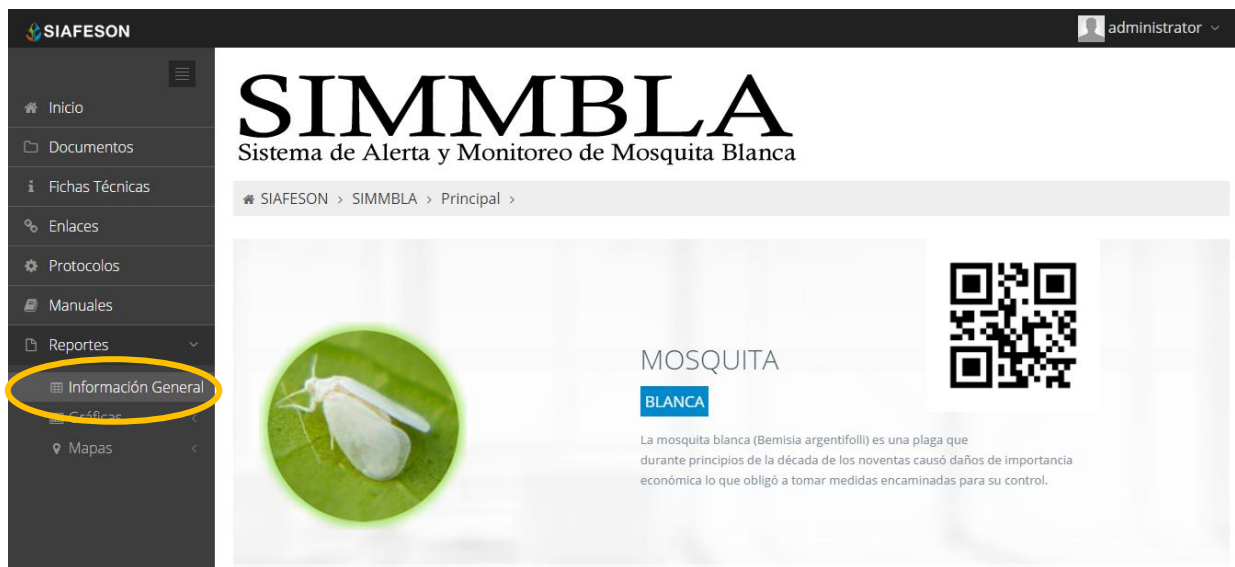 SIAFESON
administrator
Inicio
Documentos
Fichas Técnicas
Enlaces
Protocolos
Manuales
Reportes
Información General
Gráficas
Mapas
SIMMBLA
Sistema de Alerta y Monitoreo de Mosquita Blanca
SIAFESON > SIMMBLA > Principal >
MOSQUITA
BLANCA
La mosquita blanca (Bemisia argentifolli) es una plaga que
durante principios de la década de los noventas causó daños de importancia
económica lo que obligó a tomar medidas encaminadas para su control.